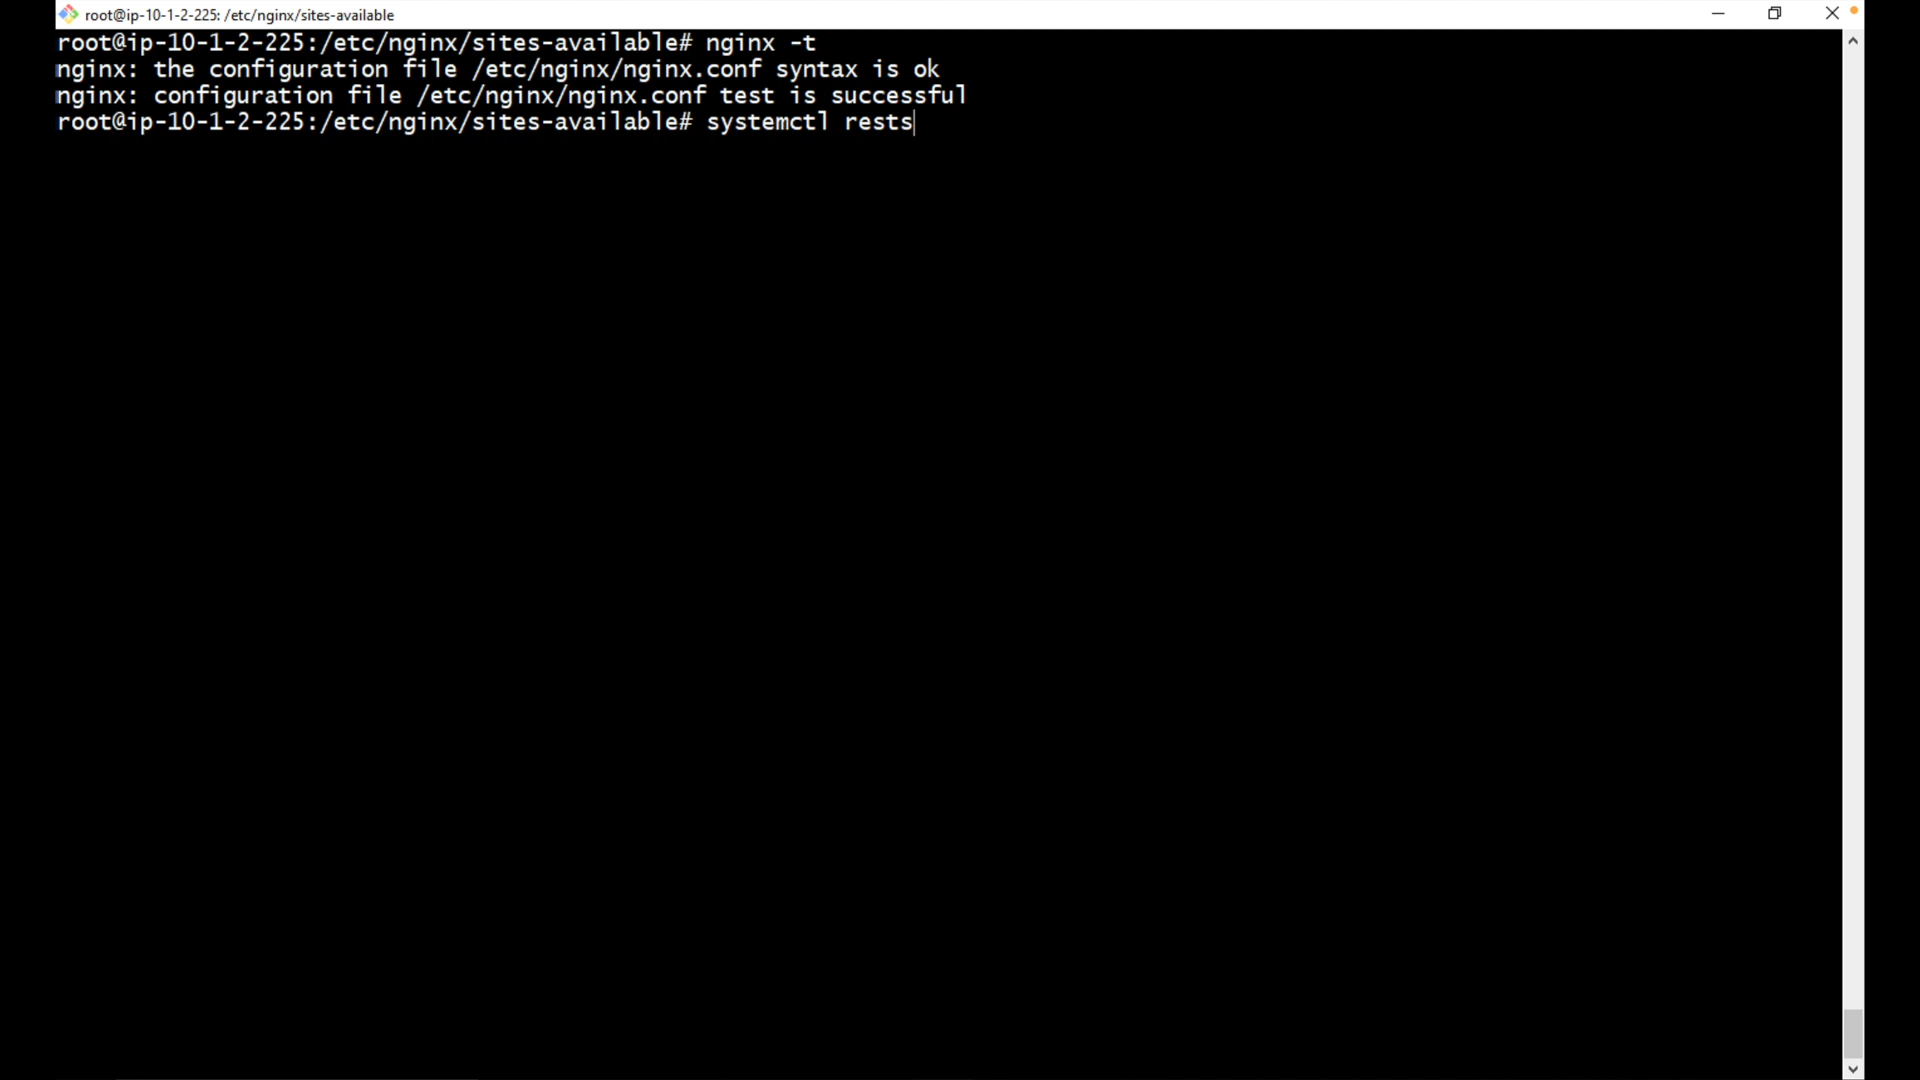 root@ip-10-1-2-225: /etc/nginx/sites-available
root@ip-10-1-2-225:/etc/nginx/sites-available# nginx -t
nginx: the configuration file /etc/nginx/nginx.conf syntax is ok
nginx: configuration file /etc/nginx/nginx.conf test is successful
root@ip-10-1-2-225:/etc/nginx/sites-available# systemctl rests